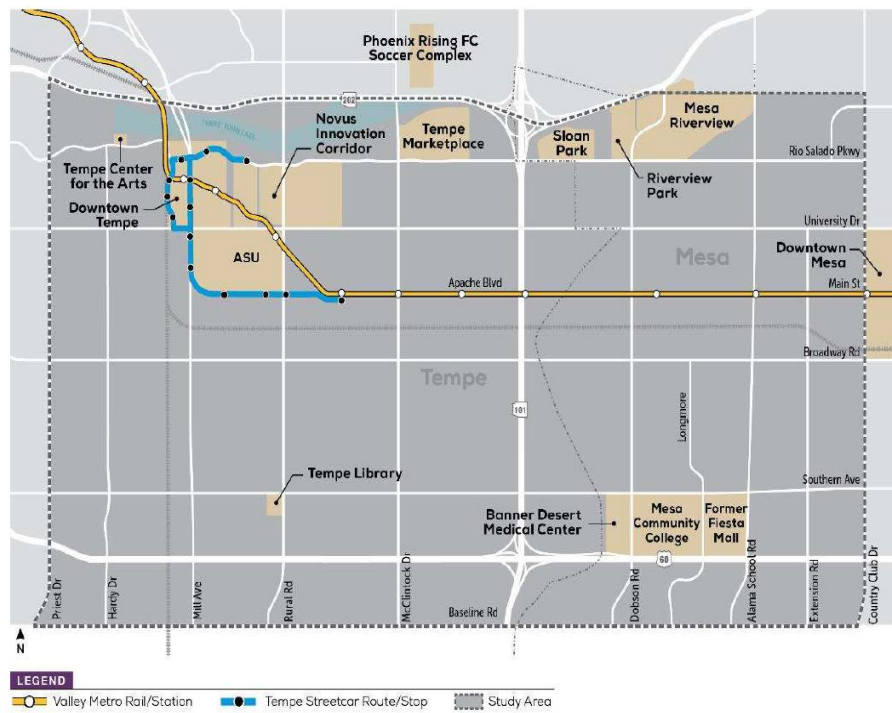 Phoenix Rising FC
Soccer Complex
202
TEMPE TOWN LAKE
Novus
Innovation
Corridor
Tempe
Marketplace
Sloan
Park
Mesa
Riverview
Rio Salado Pkwy
Tempe Center
for the Arts
Riverview
Park
Downtown
Tempe
University Dr
ASU
Mesa
Downtown
Mesa
Apache Blvd
Main St
Broadway Rd
Tempe
101
Longmore
Tempe Library
Southern Ave
Banner Desert
Medical Center
Mesa
Community
College
Former
Fiesta
Mall
60
Priest Dr
Hardy Dr
Mill Ave
Rural Rd
McClintock Dr
Baseline Rd
Dobson Rd
Alama School Rd
Extension Rd
Country Club Dr
N
LEGEND
Valley Metro Rail/Station
Tempe Streetcar Route/Stop
Study Area